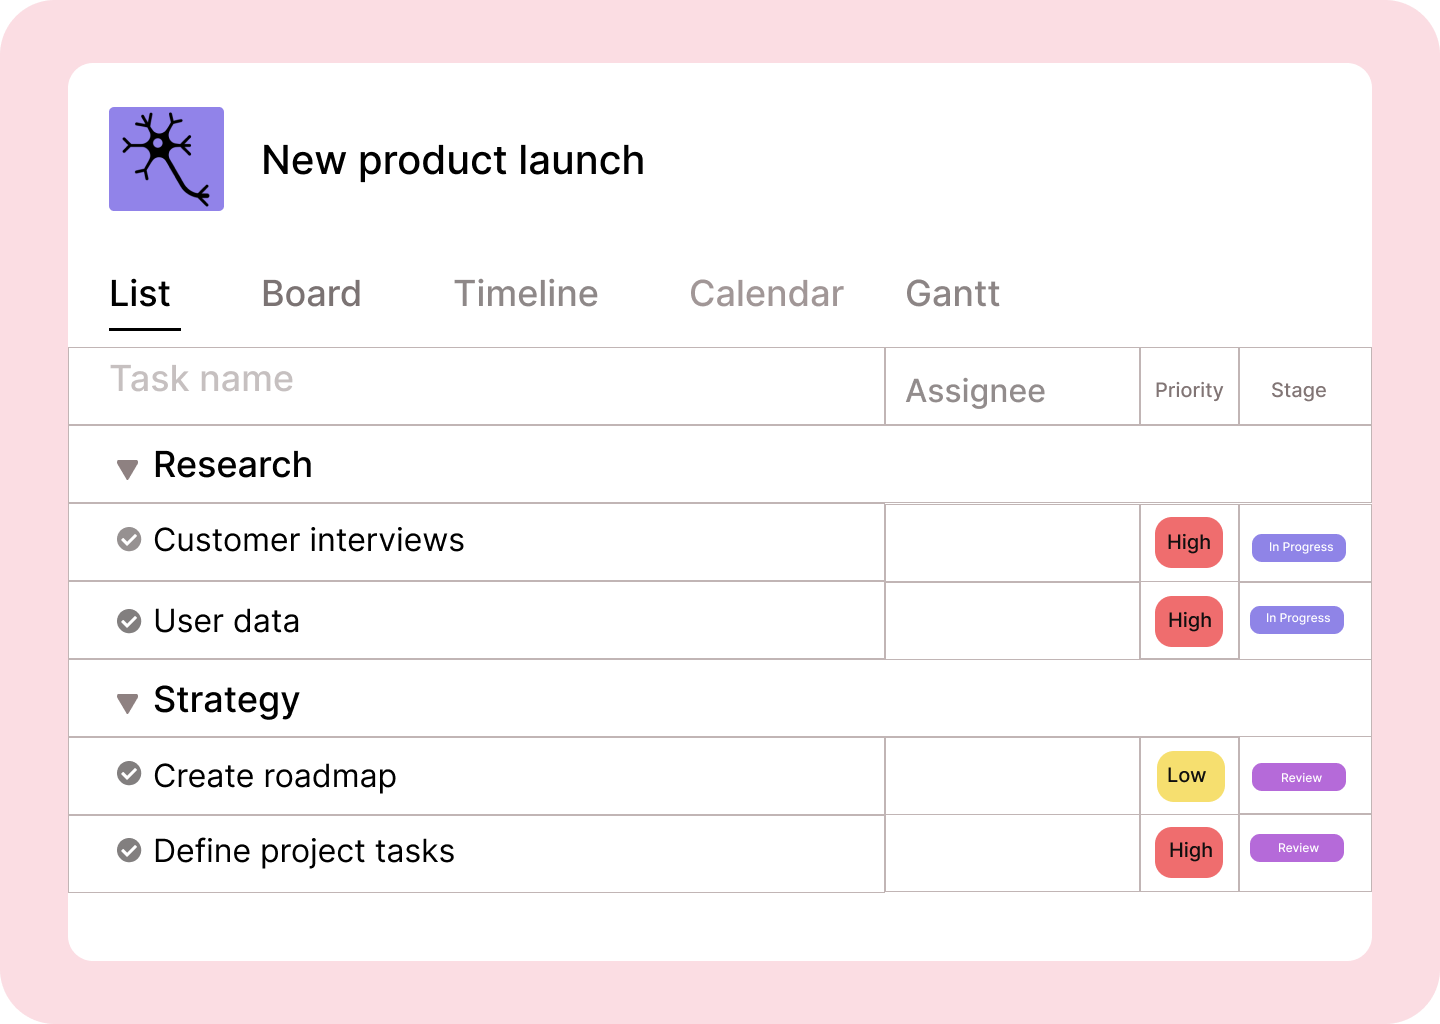 New product launch
List Board Timeline Calendar Gantt
Task name Assignee Priority Stage
Research
Customer interviews High In Progress
User data High In Progress
Strategy
Create roadmap Low Review
Define project tasks High Review